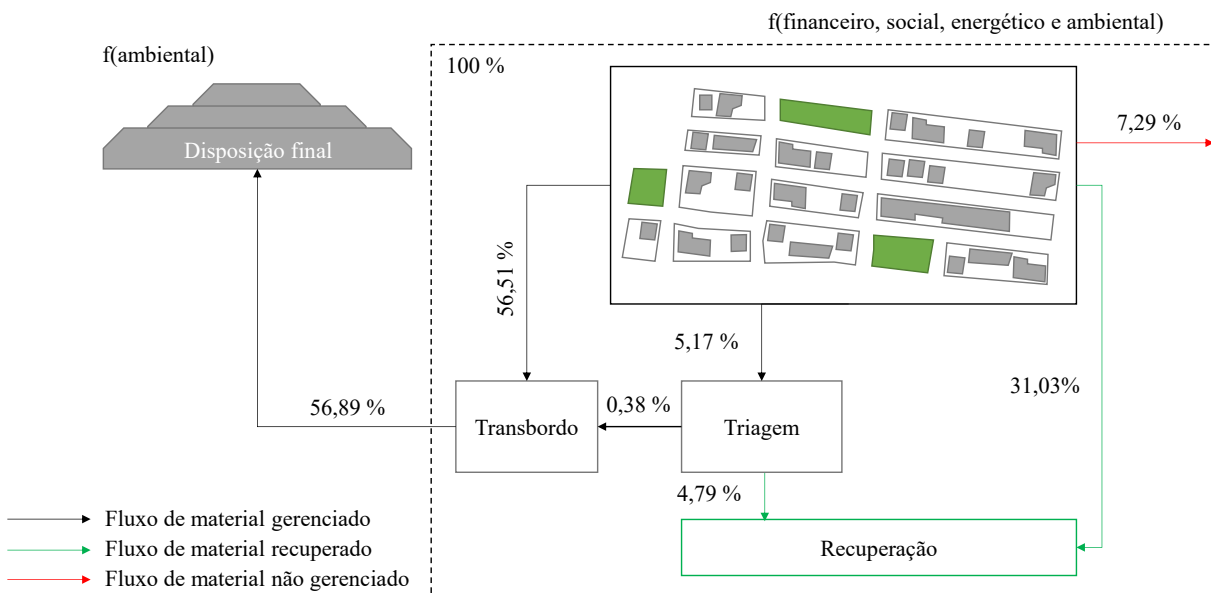 f(financeiro, social, energético e ambiental)
f(ambiental)
100 %
7,29 %
Disposição final
56,51 %
5,17 %
31,03%
56,89 %
0,38 %
Transbordo
Triagem
4,79 %
Fluxo de material gerenciado
Fluxo de material recuperado
Recuperação
Fluxo de material não gerenciado